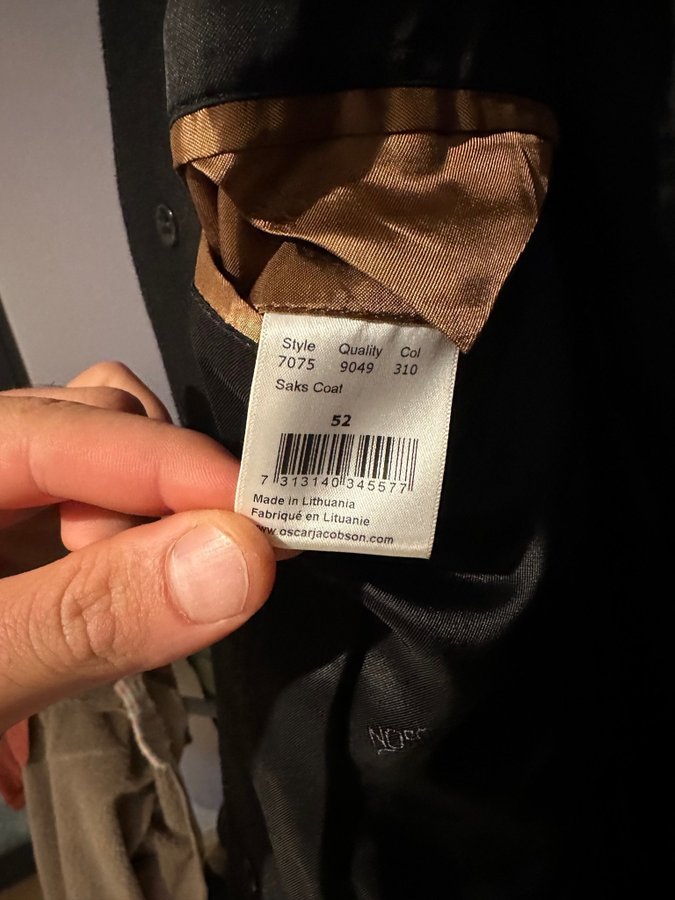 Style Quality Col
7075 9049 310
Saks Coat
52
7 313140 345577
Made in Lithuania
Fabriqué en Lituanie
www.oscarjacobson.com